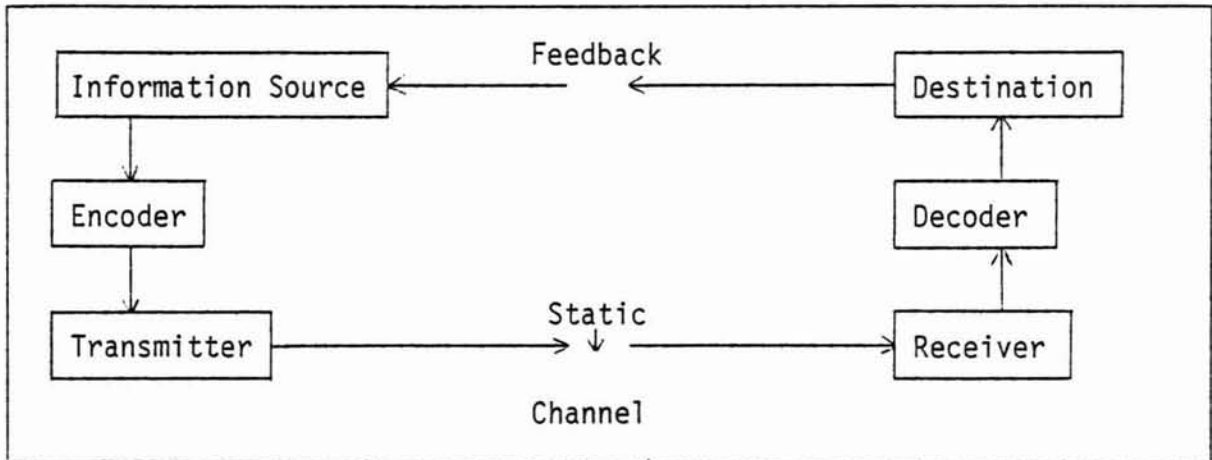 Feedback
Information Source
Destination
Encoder
Decoder
Static
Transmitter
Receiver
Channel